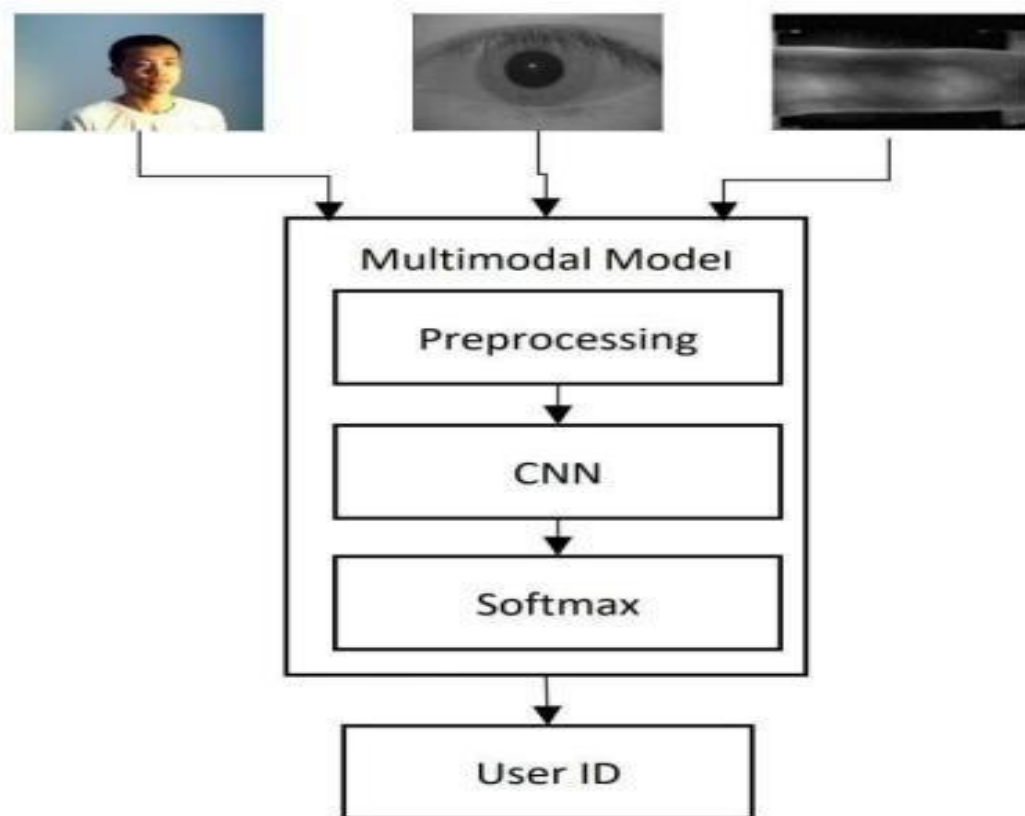 Multimodal Model
Preprocessing
CNN
Softmax
User ID